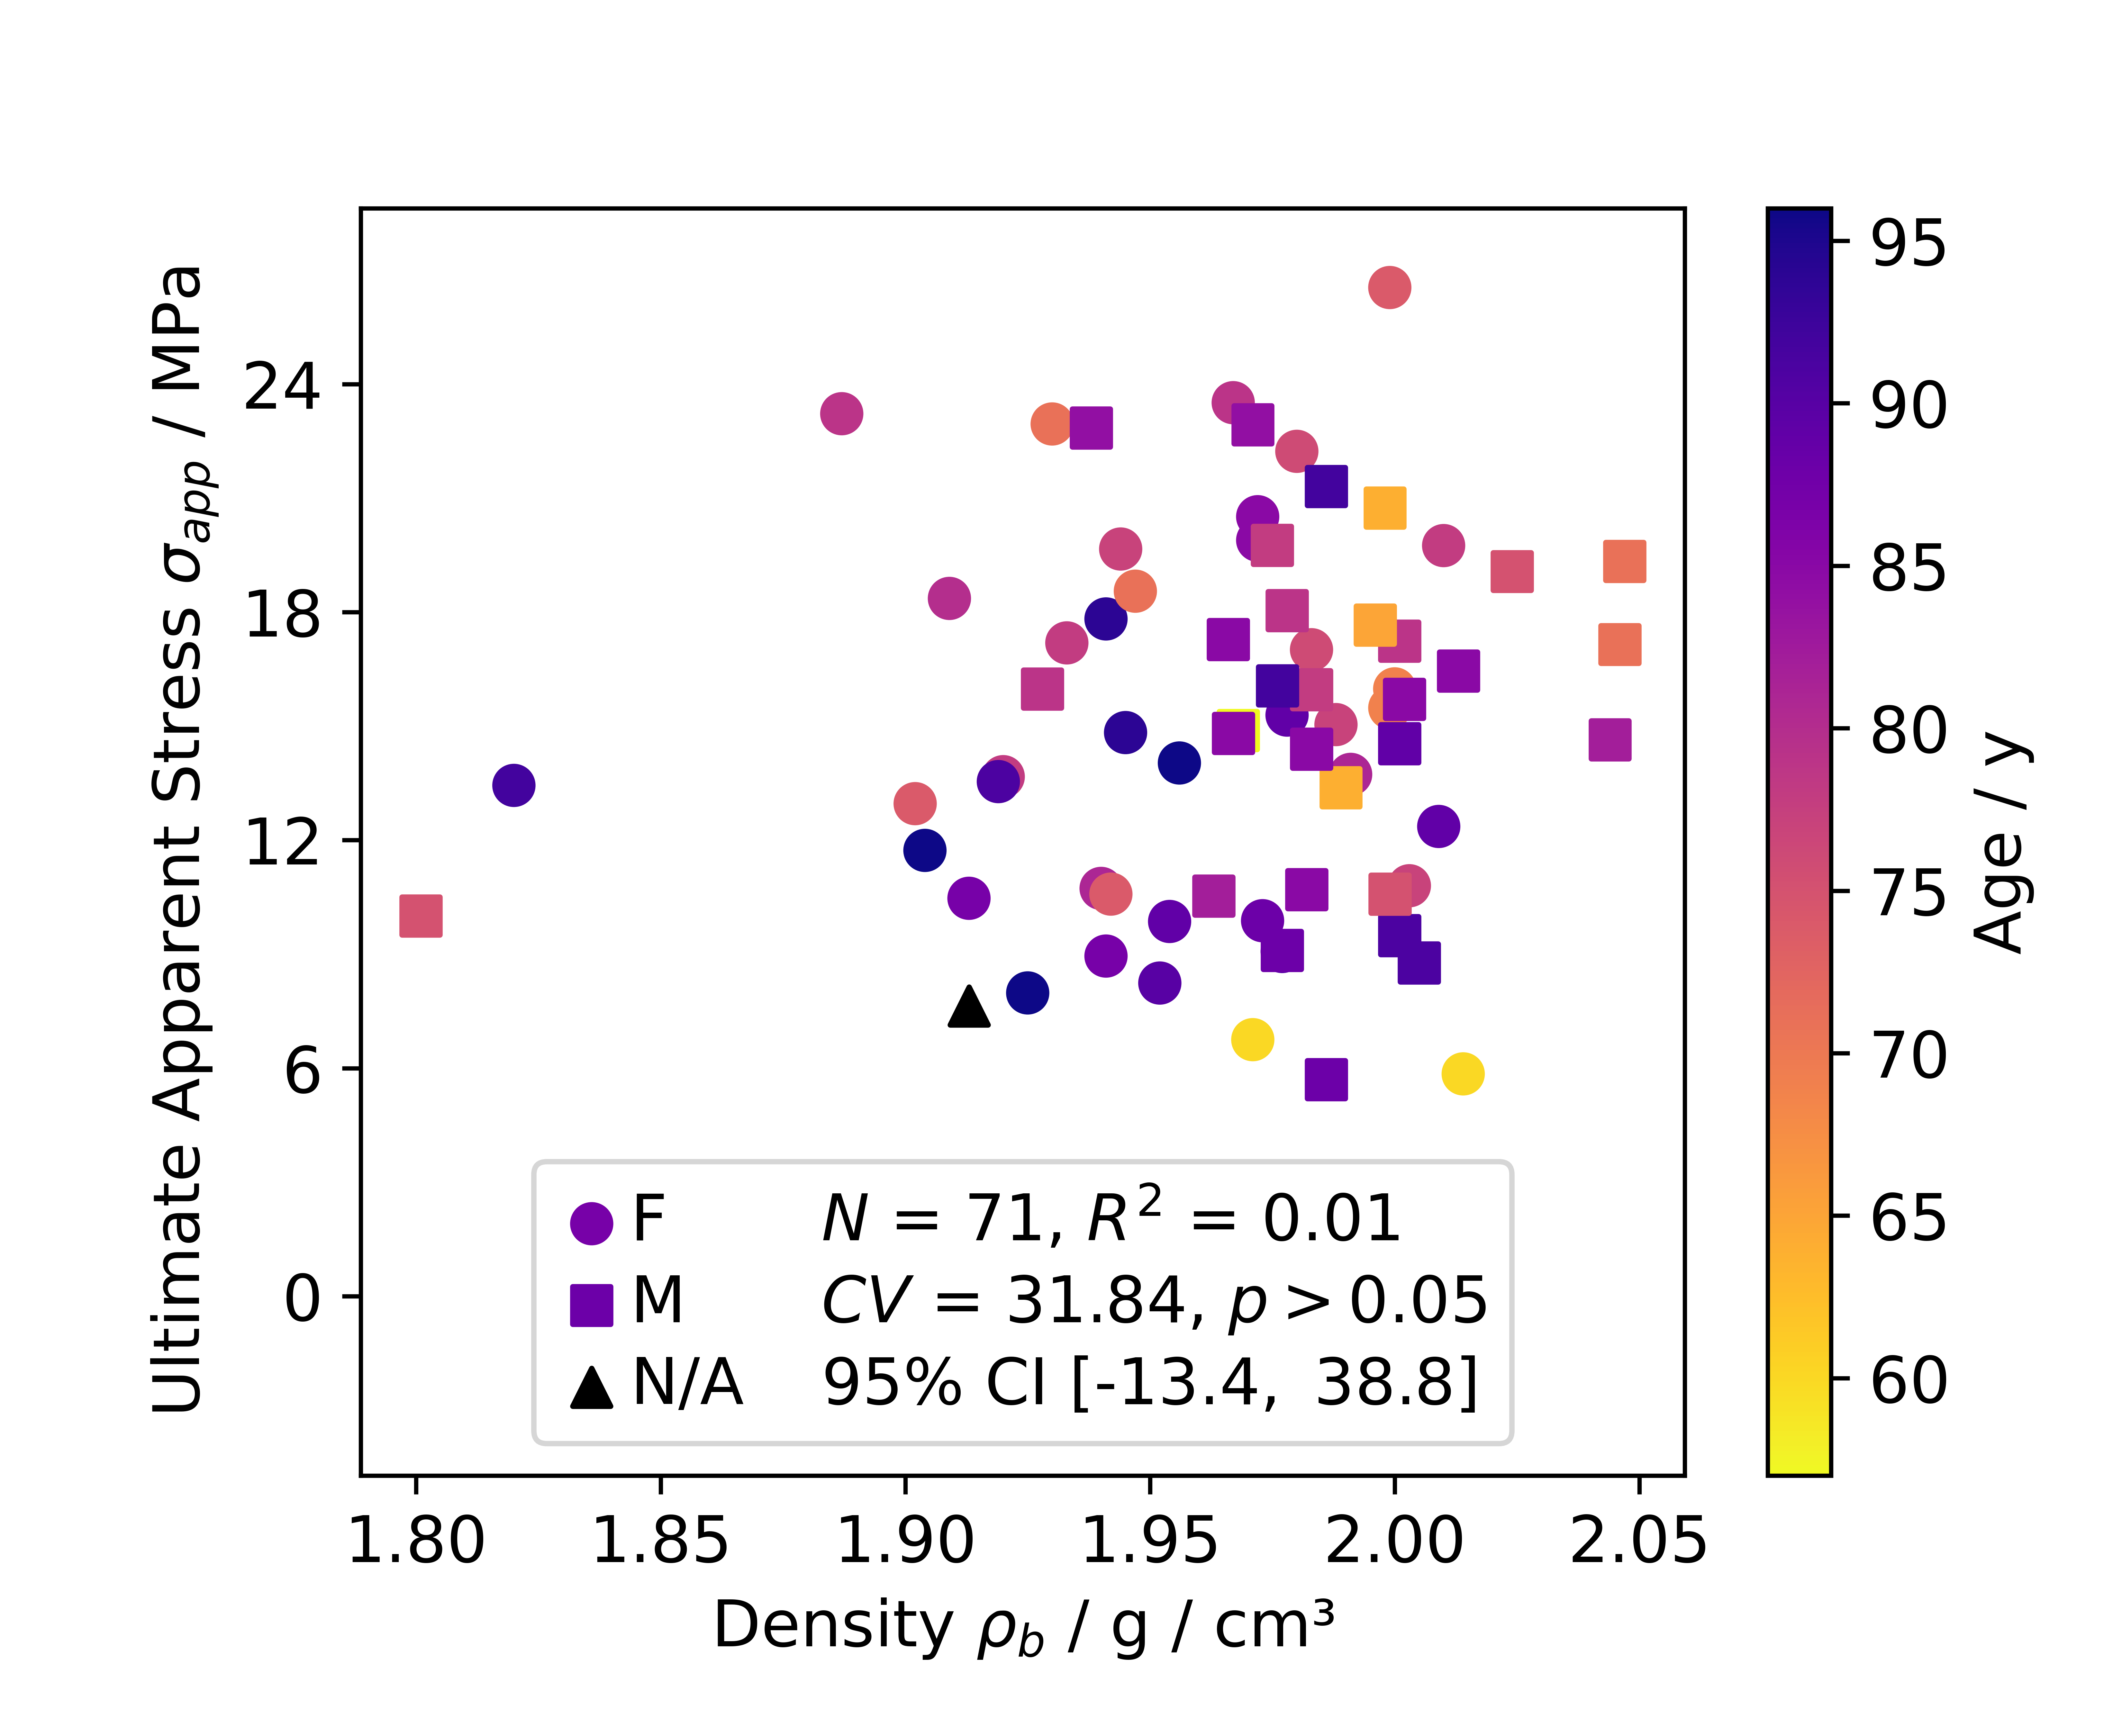 Ultimate Apparent Stress σapp / MPa
24
18
12
6
0
F N = 71, R² = 0.01
M CV = 31.84, p > 0.05
N/A 95% CI [-13.4, 38.8]
1.80 1.85 1.90 1.95 2.00 2.05
Density ρb / g / cm³
95
90
85
80
75
70
65
60
Age / y